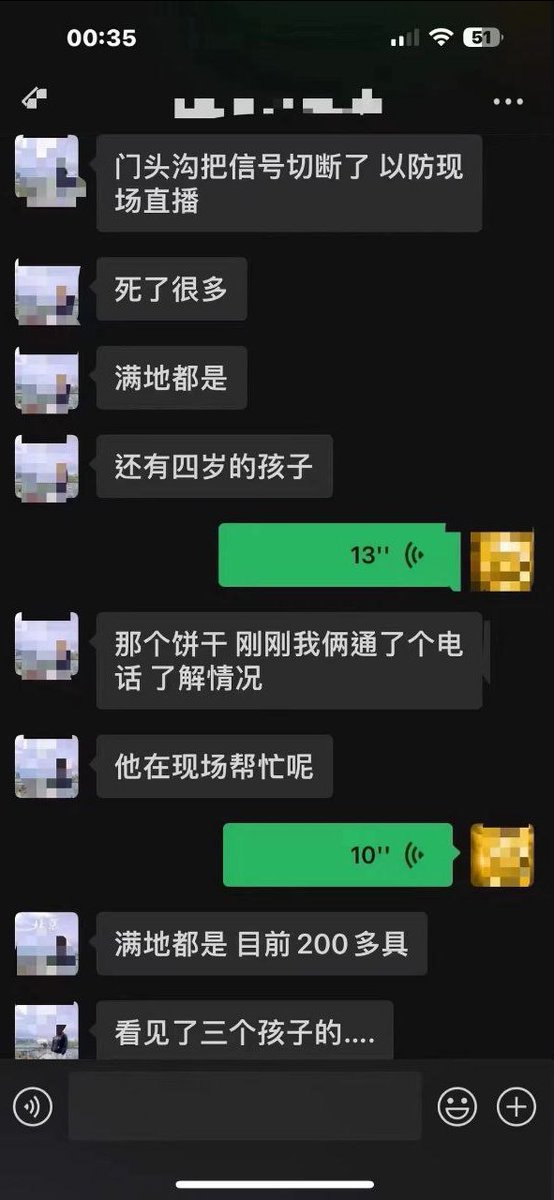 00:35
51
门头沟把信号切断了 以防现
场直播
死了很多
满地都是
还有四岁的孩子
13''
那个饼干 刚刚我俩通了个电
话 了解情况
他在现场帮忙呢
10''
满地都是 目前200多具
看见了三个孩子的....